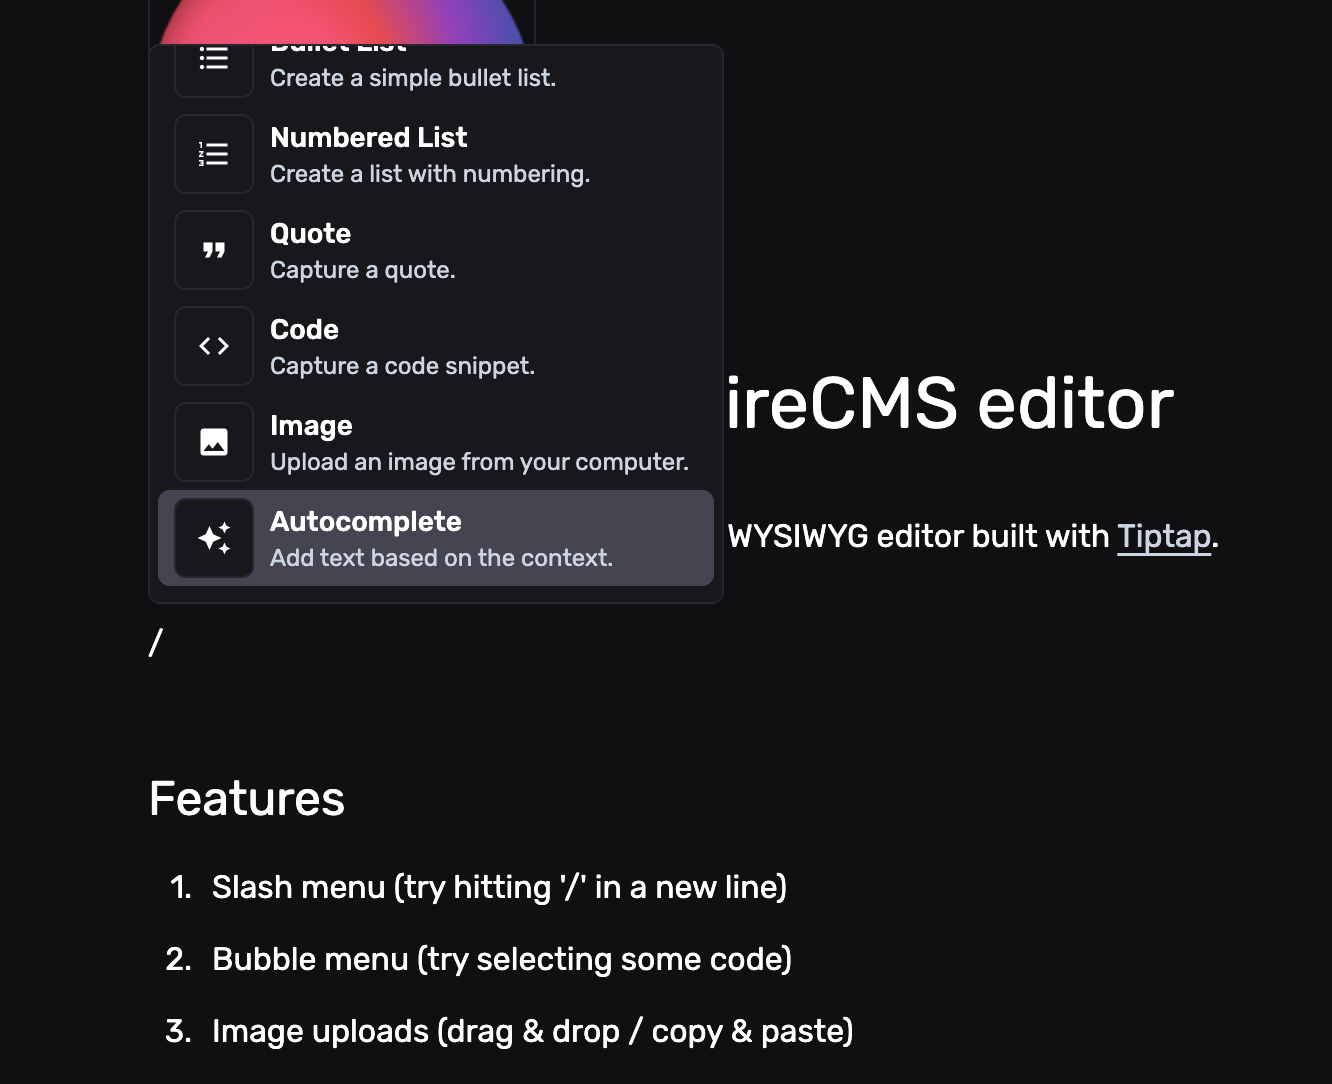 Bullet List
Create a simple bullet list.
Numbered List
Create a list with numbering.
Quote
Capture a quote.
Code
Capture a code snippet.
Image
Upload an image from your computer.
Autocomplete
Add text based on the context.
ireCMS editor
WYSIWYG editor built with Tiptap.
/
Features
1. Slash menu (try hitting '/' in a new line)
2. Bubble menu (try selecting some code)
3. Image uploads (drag & drop / copy & paste)